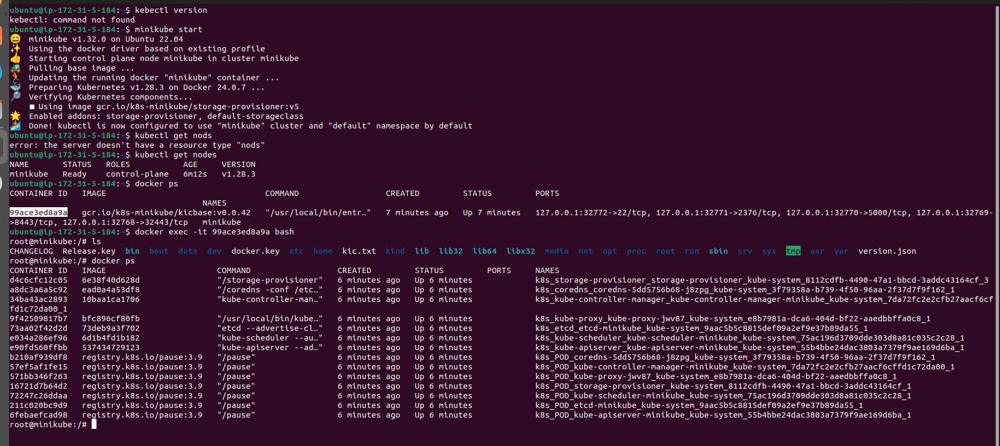 ubuntu@ip-172-31-5-184:~$ kebectl version
kebectl: command not found
ubuntu@ip-172-31-5-184:~$ minikube start
😄  minikube v1.32.0 on Ubuntu 22.04
✨  Using the docker driver based on existing profile
👍  Starting control plane node minikube in cluster minikube
🚜  Pulling base image ...
🏃  Updating the running docker "minikube" container ...
🐳  Preparing Kubernetes v1.28.3 on Docker 24.0.7 ...
🔎  Verifying Kubernetes components...
    ■ Using image gcr.io/k8s-minikube/storage-provisioner:v5
🌟  Enabled addons: storage-provisioner, default-storageclass
🏄  Done! kubectl is now configured to use "minikube" cluster and "default" namespace by default
ubuntu@ip-172-31-5-184:~$ kubectl get nods
error: the server doesn't have a resource type "nods"
ubuntu@ip-172-31-5-184:~$ kubectl get nodes
NAME       STATUS   ROLES           AGE     VERSION
minikube   Ready    control-plane   6m12s   v1.28.3
ubuntu@ip-172-31-5-184:~$ docker ps
CONTAINER ID   IMAGE                                 COMMAND                  CREATED         STATUS         PORTS
                                        NAMES
99ace3ed8a9a   gcr.io/k8s-minikube/kicbase:v0.0.42   "/usr/local/bin/entr…"   7 minutes ago   Up 7 minutes   127.0.0.1:32772->22/tcp, 127.0.0.1:32771->2376/tcp, 127.0.0.1:32770->5000/tcp, 127.0.0.1:32769-
>8443/tcp, 127.0.0.1:32768->32443/tcp   minikube
ubuntu@ip-172-31-5-184:~$ docker exec -it 99ace3ed8a9a bash
root@minikube:/# ls
CHANGELOG  Release.key  bin  boot  data  dev  docker.key  etc  home  kic.txt  kind  lib  lib32  lib64  libx32  media  mnt  opt  proc  root  run  sbin  srv  sys  tmp  usr  var  version.json
root@minikube:/# docker ps
CONTAINER ID   IMAGE                       COMMAND                  CREATED         STATUS         PORTS     NAMES
d4c6cfc12c05   6e38f40d628d                "/storage-provisioner"   6 minutes ago   Up 6 minutes             k8s_storage-provisioner_storage-provisioner_kube-system_8112cdfb-4490-47a1-bbcd-3addc43164cf_3
a8dc3a6a5c92   ead0a4a53df8                "/coredns -conf /etc…"   6 minutes ago   Up 6 minutes             k8s_coredns_coredns-5dd5756b68-j8zpg_kube-system_3f79358a-b739-4f50-96aa-2f37d7f9f162_1
34ba43ac2893   10baa1ca1706                "kube-controller-man…"   6 minutes ago   Up 6 minutes             k8s_kube-controller-manager_kube-controller-manager-minikube_kube-system_7da72fc2e2cfb27aacf6cf
fd1c72da00_1
9f42509817b7   bfc896cf80fb                "/usr/local/bin/kube…"   6 minutes ago   Up 6 minutes             k8s_kube-proxy_kube-proxy-jwv87_kube-system_e8b7981a-dca6-404d-bf22-aaedbbffa0c8_1
73aa02f42d2d   73deb9a3f702                "etcd --advertise-cl…"   6 minutes ago   Up 6 minutes             k8s_etcd_etcd-minikube_kube-system_9aac5b5c8815def09a2ef9e37b89da55_1
e034a286ef96   6d1b4fd1b182                "kube-scheduler --au…"   6 minutes ago   Up 6 minutes             k8s_kube-scheduler_kube-scheduler-minikube_kube-system_75ac196d3709dde303d8a81c035c2c28_1
e90fd560ffbb   537434729123                "kube-apiserver --ad…"   6 minutes ago   Up 6 minutes             k8s_kube-apiserver_kube-apiserver-minikube_kube-system_55b4bbe24dac3803a7379f9ae169d6ba_1
b210af939df8   registry.k8s.io/pause:3.9   "/pause"                 6 minutes ago   Up 6 minutes             k8s_POD_coredns-5dd5756b68-j8zpg_kube-system_3f79358a-b739-4f50-96aa-2f37d7f9f162_1
57ef5af1fe15   registry.k8s.io/pause:3.9   "/pause"                 6 minutes ago   Up 6 minutes             k8s_POD_kube-controller-manager-minikube_kube-system_7da72fc2e2cfb27aacf6cffd1c72da00_1
571bb346f263   registry.k8s.io/pause:3.9   "/pause"                 6 minutes ago   Up 6 minutes             k8s_POD_kube-proxy-jwv87_kube-system_e8b7981a-dca6-404d-bf22-aaedbbffa0c8_1
16721d7b64d2   registry.k8s.io/pause:3.9   "/pause"                 6 minutes ago   Up 6 minutes             k8s_POD_storage-provisioner_kube-system_8112cdfb-4490-47a1-bbcd-3addc43164cf_1
72247c26ddaa   registry.k8s.io/pause:3.9   "/pause"                 6 minutes ago   Up 6 minutes             k8s_POD_kube-scheduler-minikube_kube-system_75ac196d3709dde303d8a81c035c2c28_1
211c020bc9d9   registry.k8s.io/pause:3.9   "/pause"                 6 minutes ago   Up 6 minutes             k8s_POD_etcd-minikube_kube-system_9aac5b5c8815def09a2ef9e37b89da55_1
6febaefcad98   registry.k8s.io/pause:3.9   "/pause"                 6 minutes ago   Up 6 minutes             k8s_POD_kube-apiserver-minikube_kube-system_55b4bbe24dac3803a7379f9ae169d6ba_1
root@minikube:/#